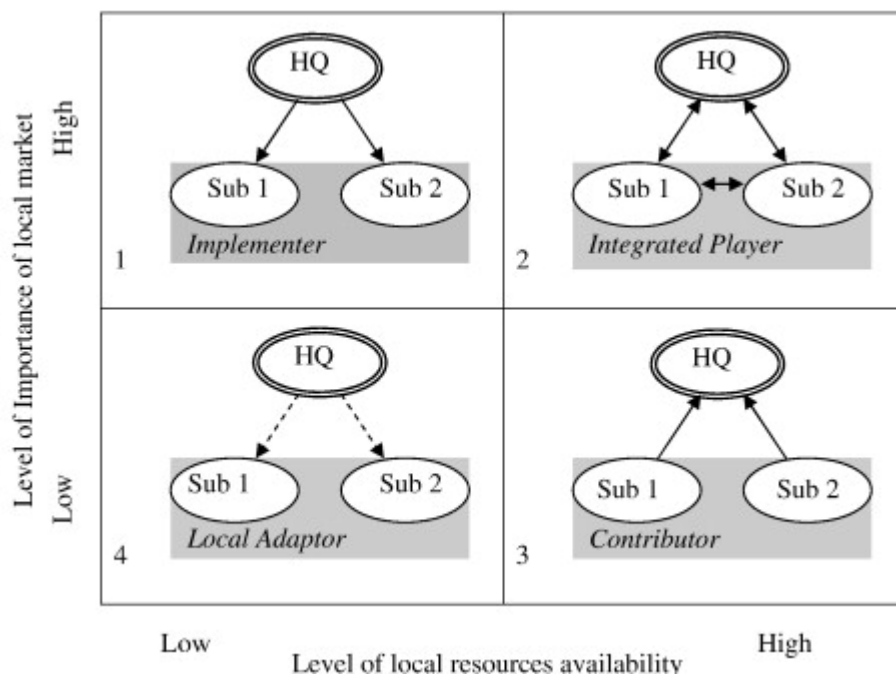 Level of Importance of local market
High
Low
HQ
Sub 1
Sub 2
Implementer
1
HQ
Sub 1
Sub 2
Integrated Player
2
HQ
Sub 1
Sub 2
Local Adaptor
4
HQ
Sub 1
Sub 2
Contributor
3
Low
High
Level of local resources availability